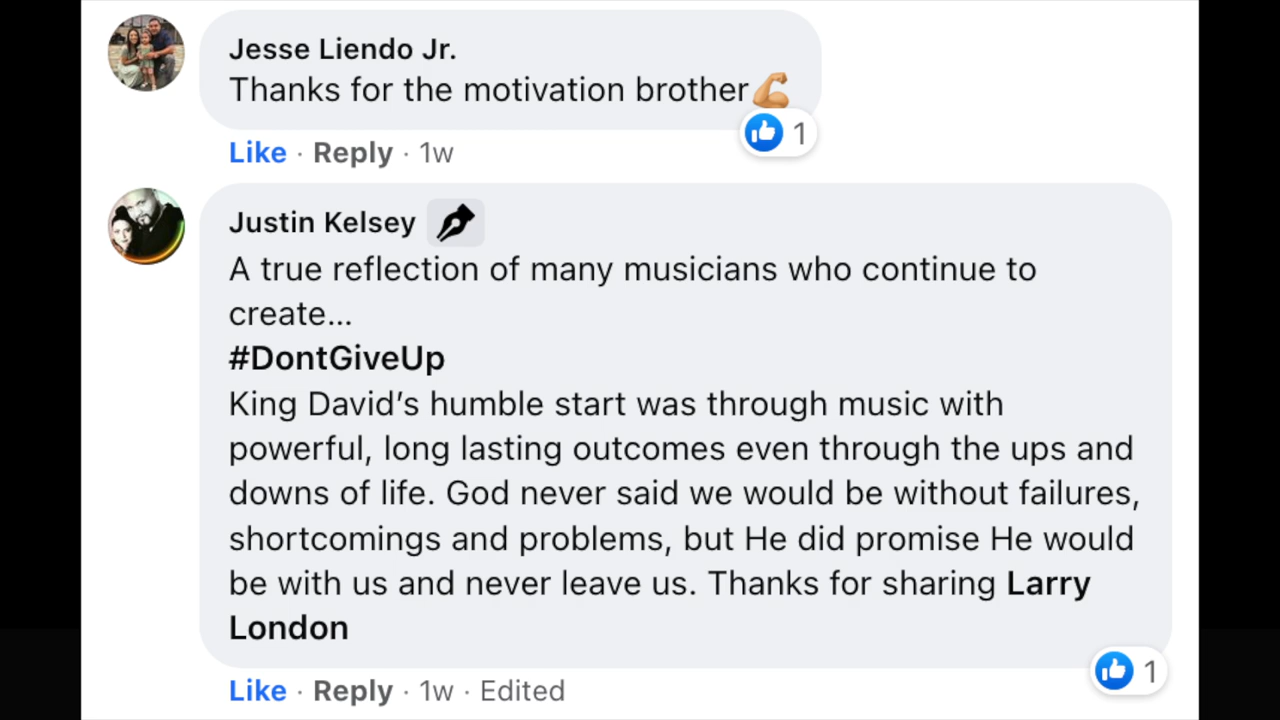 Jesse Liendo Jr.
Thanks for the motivation brother💪
1
Like · Reply · 1w
Justin Kelsey
A true reflection of many musicians who continue to
create...
#DontGiveUp
King David’s humble start was through music with
powerful, long lasting outcomes even through the ups and
downs of life. God never said we would be without failures,
shortcomings and problems, but He did promise He would
be with us and never leave us. Thanks for sharing Larry
London
1
Like · Reply · 1w · Edited